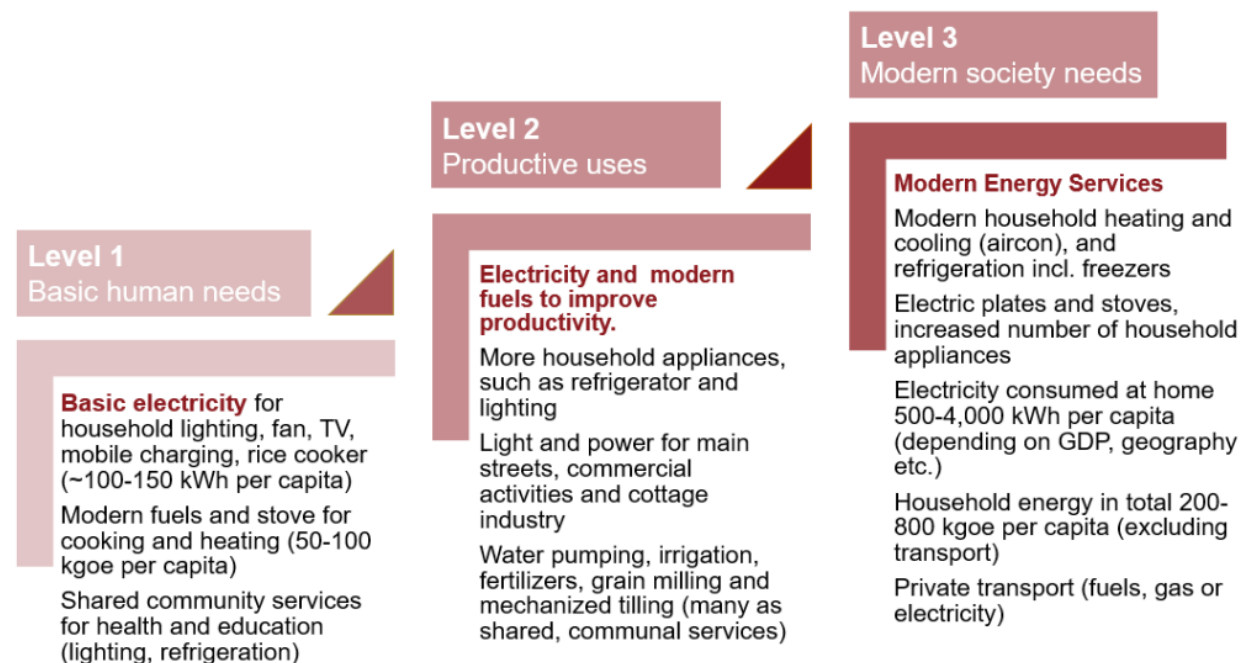 Level 1
Basic human needs
Basic electricity for
household lighting, fan, TV,
mobile charging, rice cooker
(~100-150 kWh per capita)
Modern fuels and stove for
cooking and heating (50-100
kgoe per capita)
Shared community services
for health and education
(lighting, refrigeration)
Level 2
Productive uses
Electricity and modern
fuels to improve
productivity.
More household appliances,
such as refrigerator and
lighting
Light and power for main
streets, commercial
activities and cottage
industry
Water pumping, irrigation,
fertilizers, grain milling and
mechanized tilling (many as
shared, communal services)
Level 3
Modern society needs
Modern Energy Services
Modern household heating and
cooling (aircon), and
refrigeration incl. freezers
Electric plates and stoves,
increased number of household
appliances
Electricity consumed at home
500-4,000 kWh per capita
(depending on GDP, geography
etc.)
Household energy in total 200-
800 kgoe per capita (excluding
transport)
Private transport (fuels, gas or
electricity)